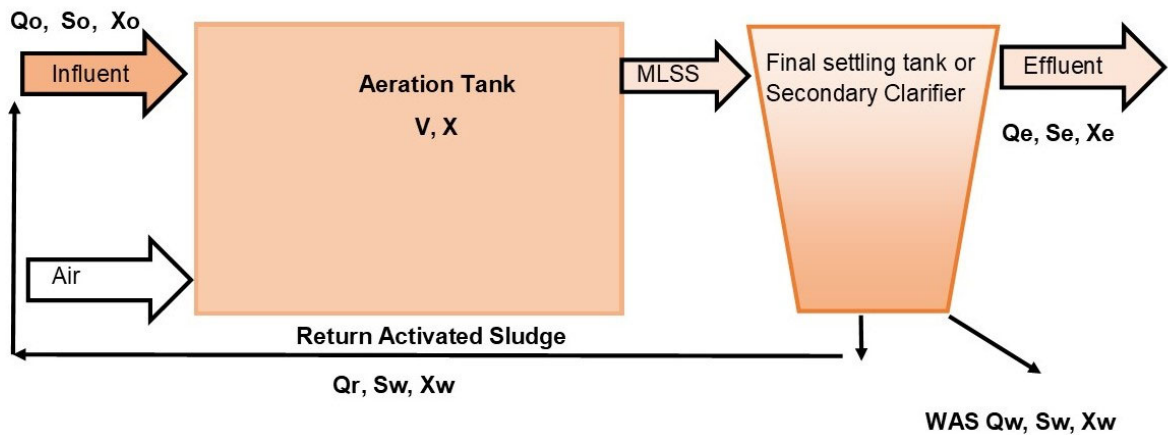 Qo, So, Xo
Influent
Aeration Tank
V, X
MLSS
Final settling tank or
Secondary Clarifier
Effluent
Qe, Se, Xe
Air
Return Activated Sludge
Qr, Sw, Xw
WAS Qw, Sw, Xw